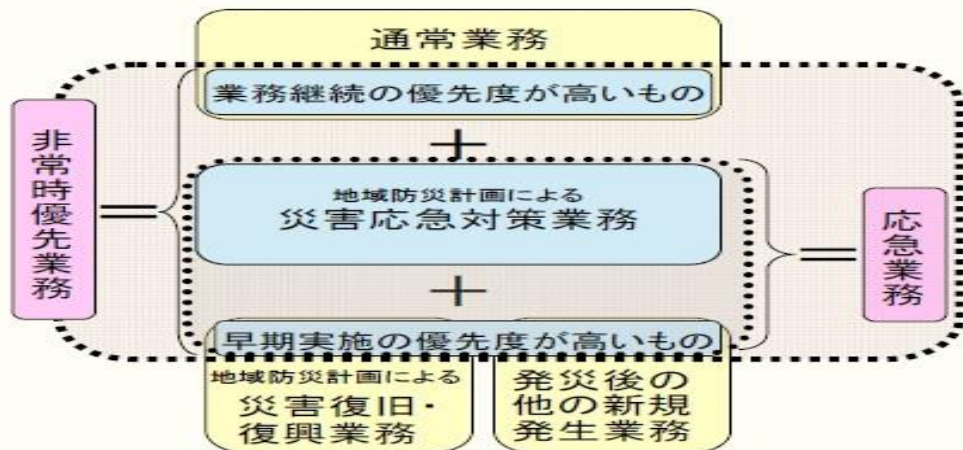 通常業務
業務継続の優先度が高いもの
+
非常時優先業務
=
地域防災計画による
災害応急対策業務
=
応急業務
+
早期実施の優先度が高いもの
地域防災計画による
災害復旧・
復興業務
発災後の
他の新規
発生業務